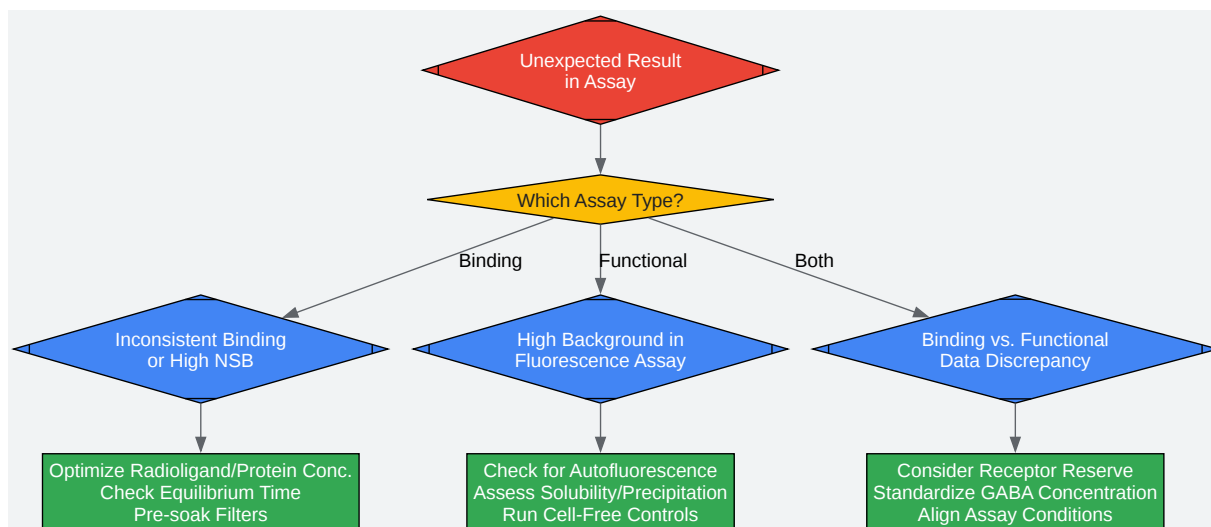 Unexpected Result
in Assay
Which Assay Type?
Binding
Functional
Both
Inconsistent Binding
or High NSB
High Background in
Fluorescence Assay
Binding vs. Functional
Data Discrepancy
Optimize Radioligand/Protein Conc.
Check Equilibrium Time
Pre-soak Filters
Check for Autofluorescence
Assess Solubility/Precipitation
Run Cell-Free Controls
Consider Receptor Reserve
Standardize GABA Concentration
Align Assay Conditions